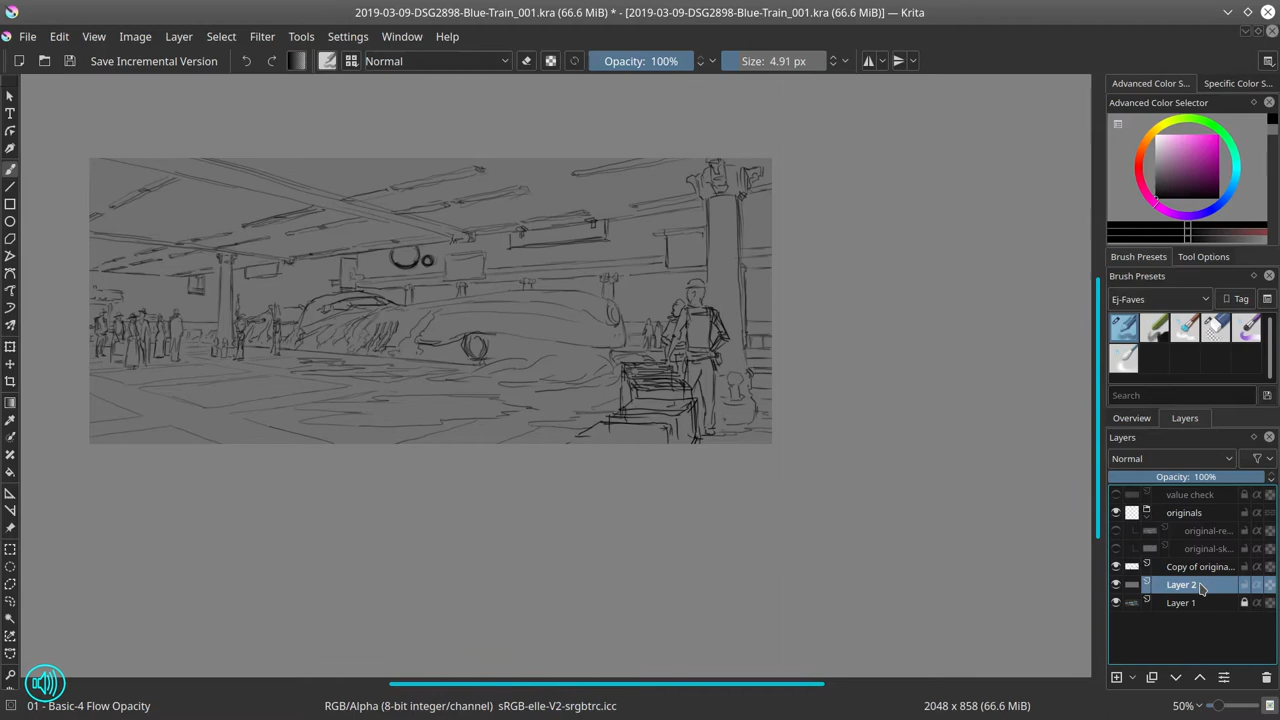 2019-03-09-DSG2898-Blue-Train_001.kra (66.6 MiB) * - [2019-03-09-DSG2898-Blue-Train_001.kra (66.6 MiB)] — Krita
File Edit View Image Layer Select Filter Tools Settings Window Help
Save Incremental Version Normal Opacity: 100% Size: 4.91 px
Advanced Color S... Specific Color S...
Advanced Color Selector
Brush Presets Tool Options
Brush Presets
Ej-Faves Tag
Search
Overview Layers
Layers
Normal
Opacity: 100%
value check
originals
original-re...
original-sk...
Copy of origina...
Layer 2
Layer 1
01 - Basic-4 Flow Opacity RGB/Alpha (8-bit integer/channel) sRGB-elle-V2-srgbtrc.icc 2048 x 858 (66.6 MiB) 50%